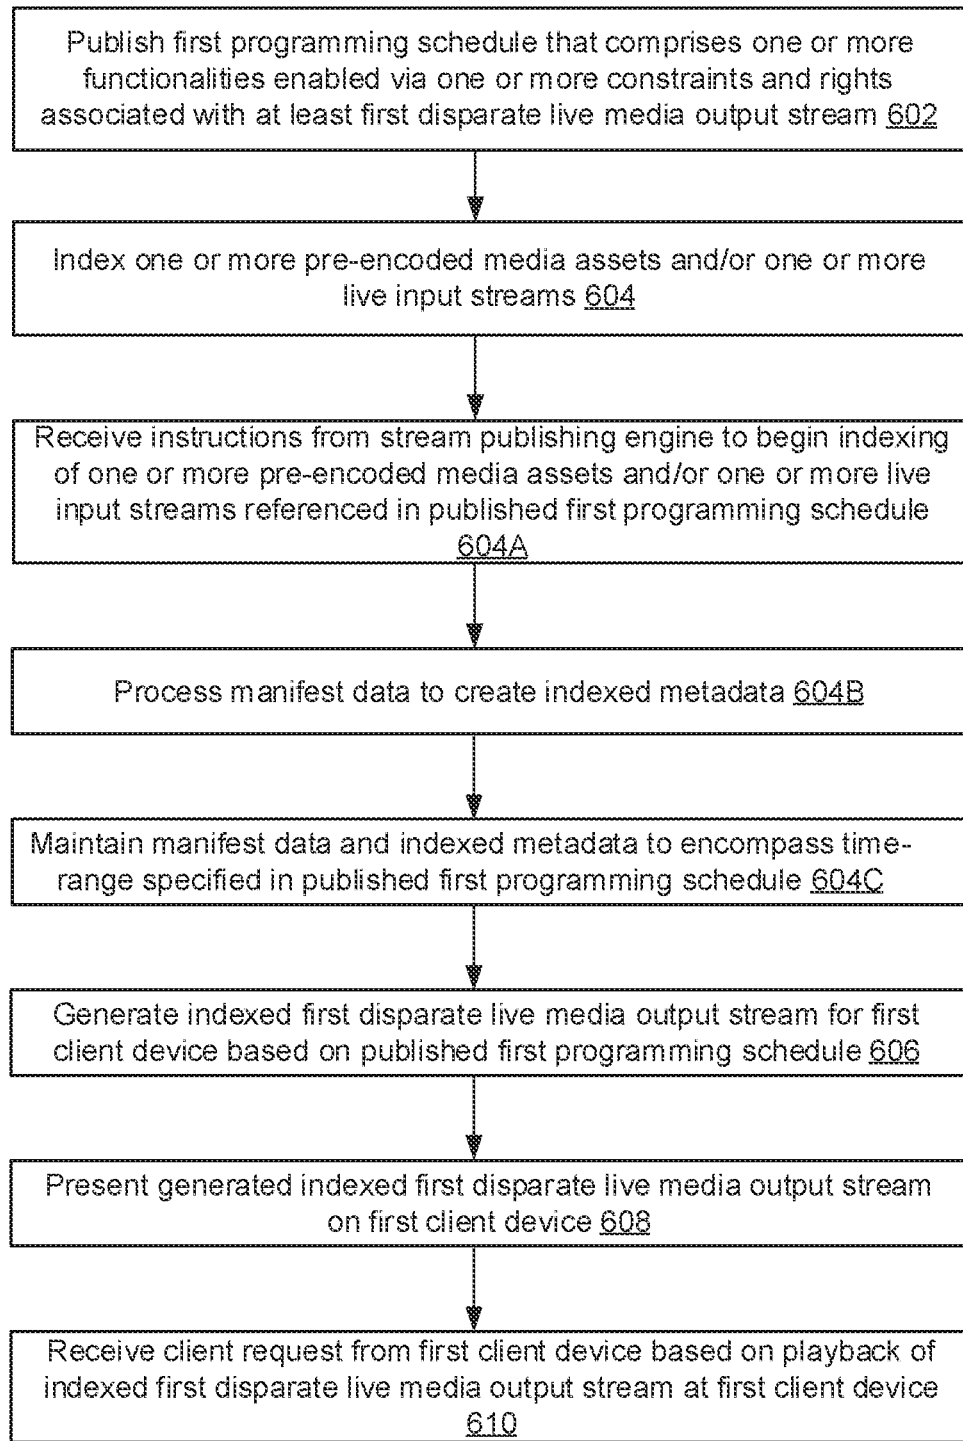 Publish first programming schedule that comprises one or more
functionalities enabled via one or more constraints and rights
associated with at least first disparate live media output stream 602
Index one or more pre-encoded media assets and/or one or more
live input streams 604
Receive instructions from stream publishing engine to begin indexing
of one or more pre-encoded media assets and/or one or more live
input streams referenced in published first programming schedule
604A
Process manifest data to create indexed metadata 604B
Maintain manifest data and indexed metadata to encompass time-
range specified in published first programming schedule 604C
Generate indexed first disparate live media output stream for first
client device based on published first programming schedule 606
Present generated indexed first disparate live media output stream
on first client device 608
Receive client request from first client device based on playback of
indexed first disparate live media output stream at first client device
610